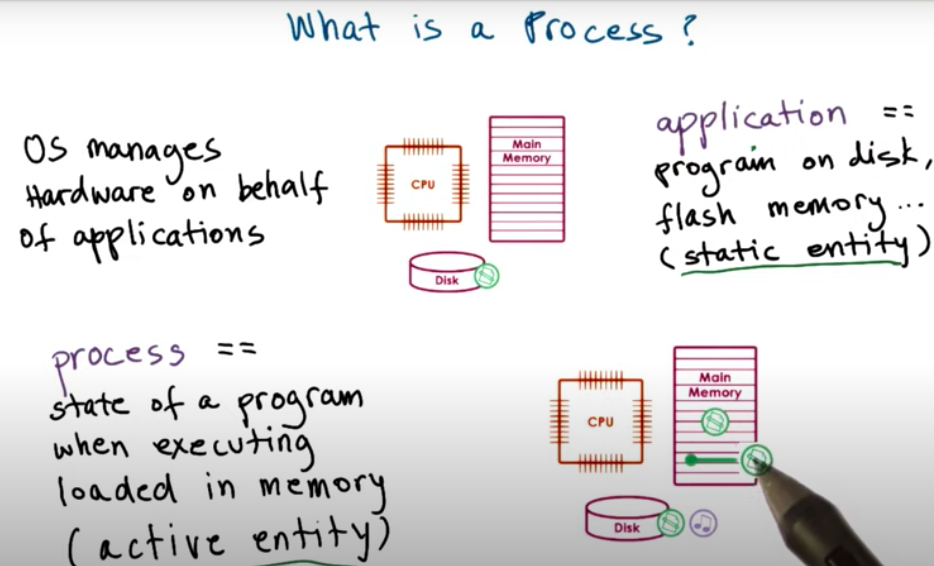 What is a Process?
OS manages
Hardware on behalf
of applications
CPU
Main
Memory
Disk
application ==
program on disk,
flash memory...
(static entity)
process ==
state of a program
when executing
loaded in memory
(active entity)
CPU
Main
Memory
Disk